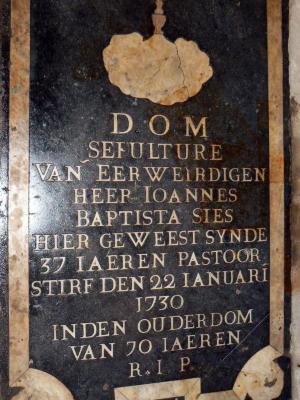 DOM
SEFULTURE
VAN EERWEIRDIGEN
HEER IOANNES
BAPTISTA SIES
HIER GEWEEST SYNDE
37 IAEREN PASTOOR
STIRF DEN 22 IANUARI
1730
INDEN OUDERDOM
VAN 70 IAEREN
R. I P